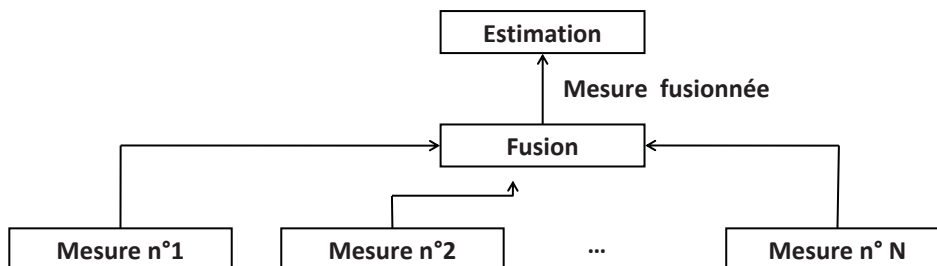 Estimation
Mesure fusionnée
Fusion
Mesure n°1
Mesure n°2
...
Mesure n° N